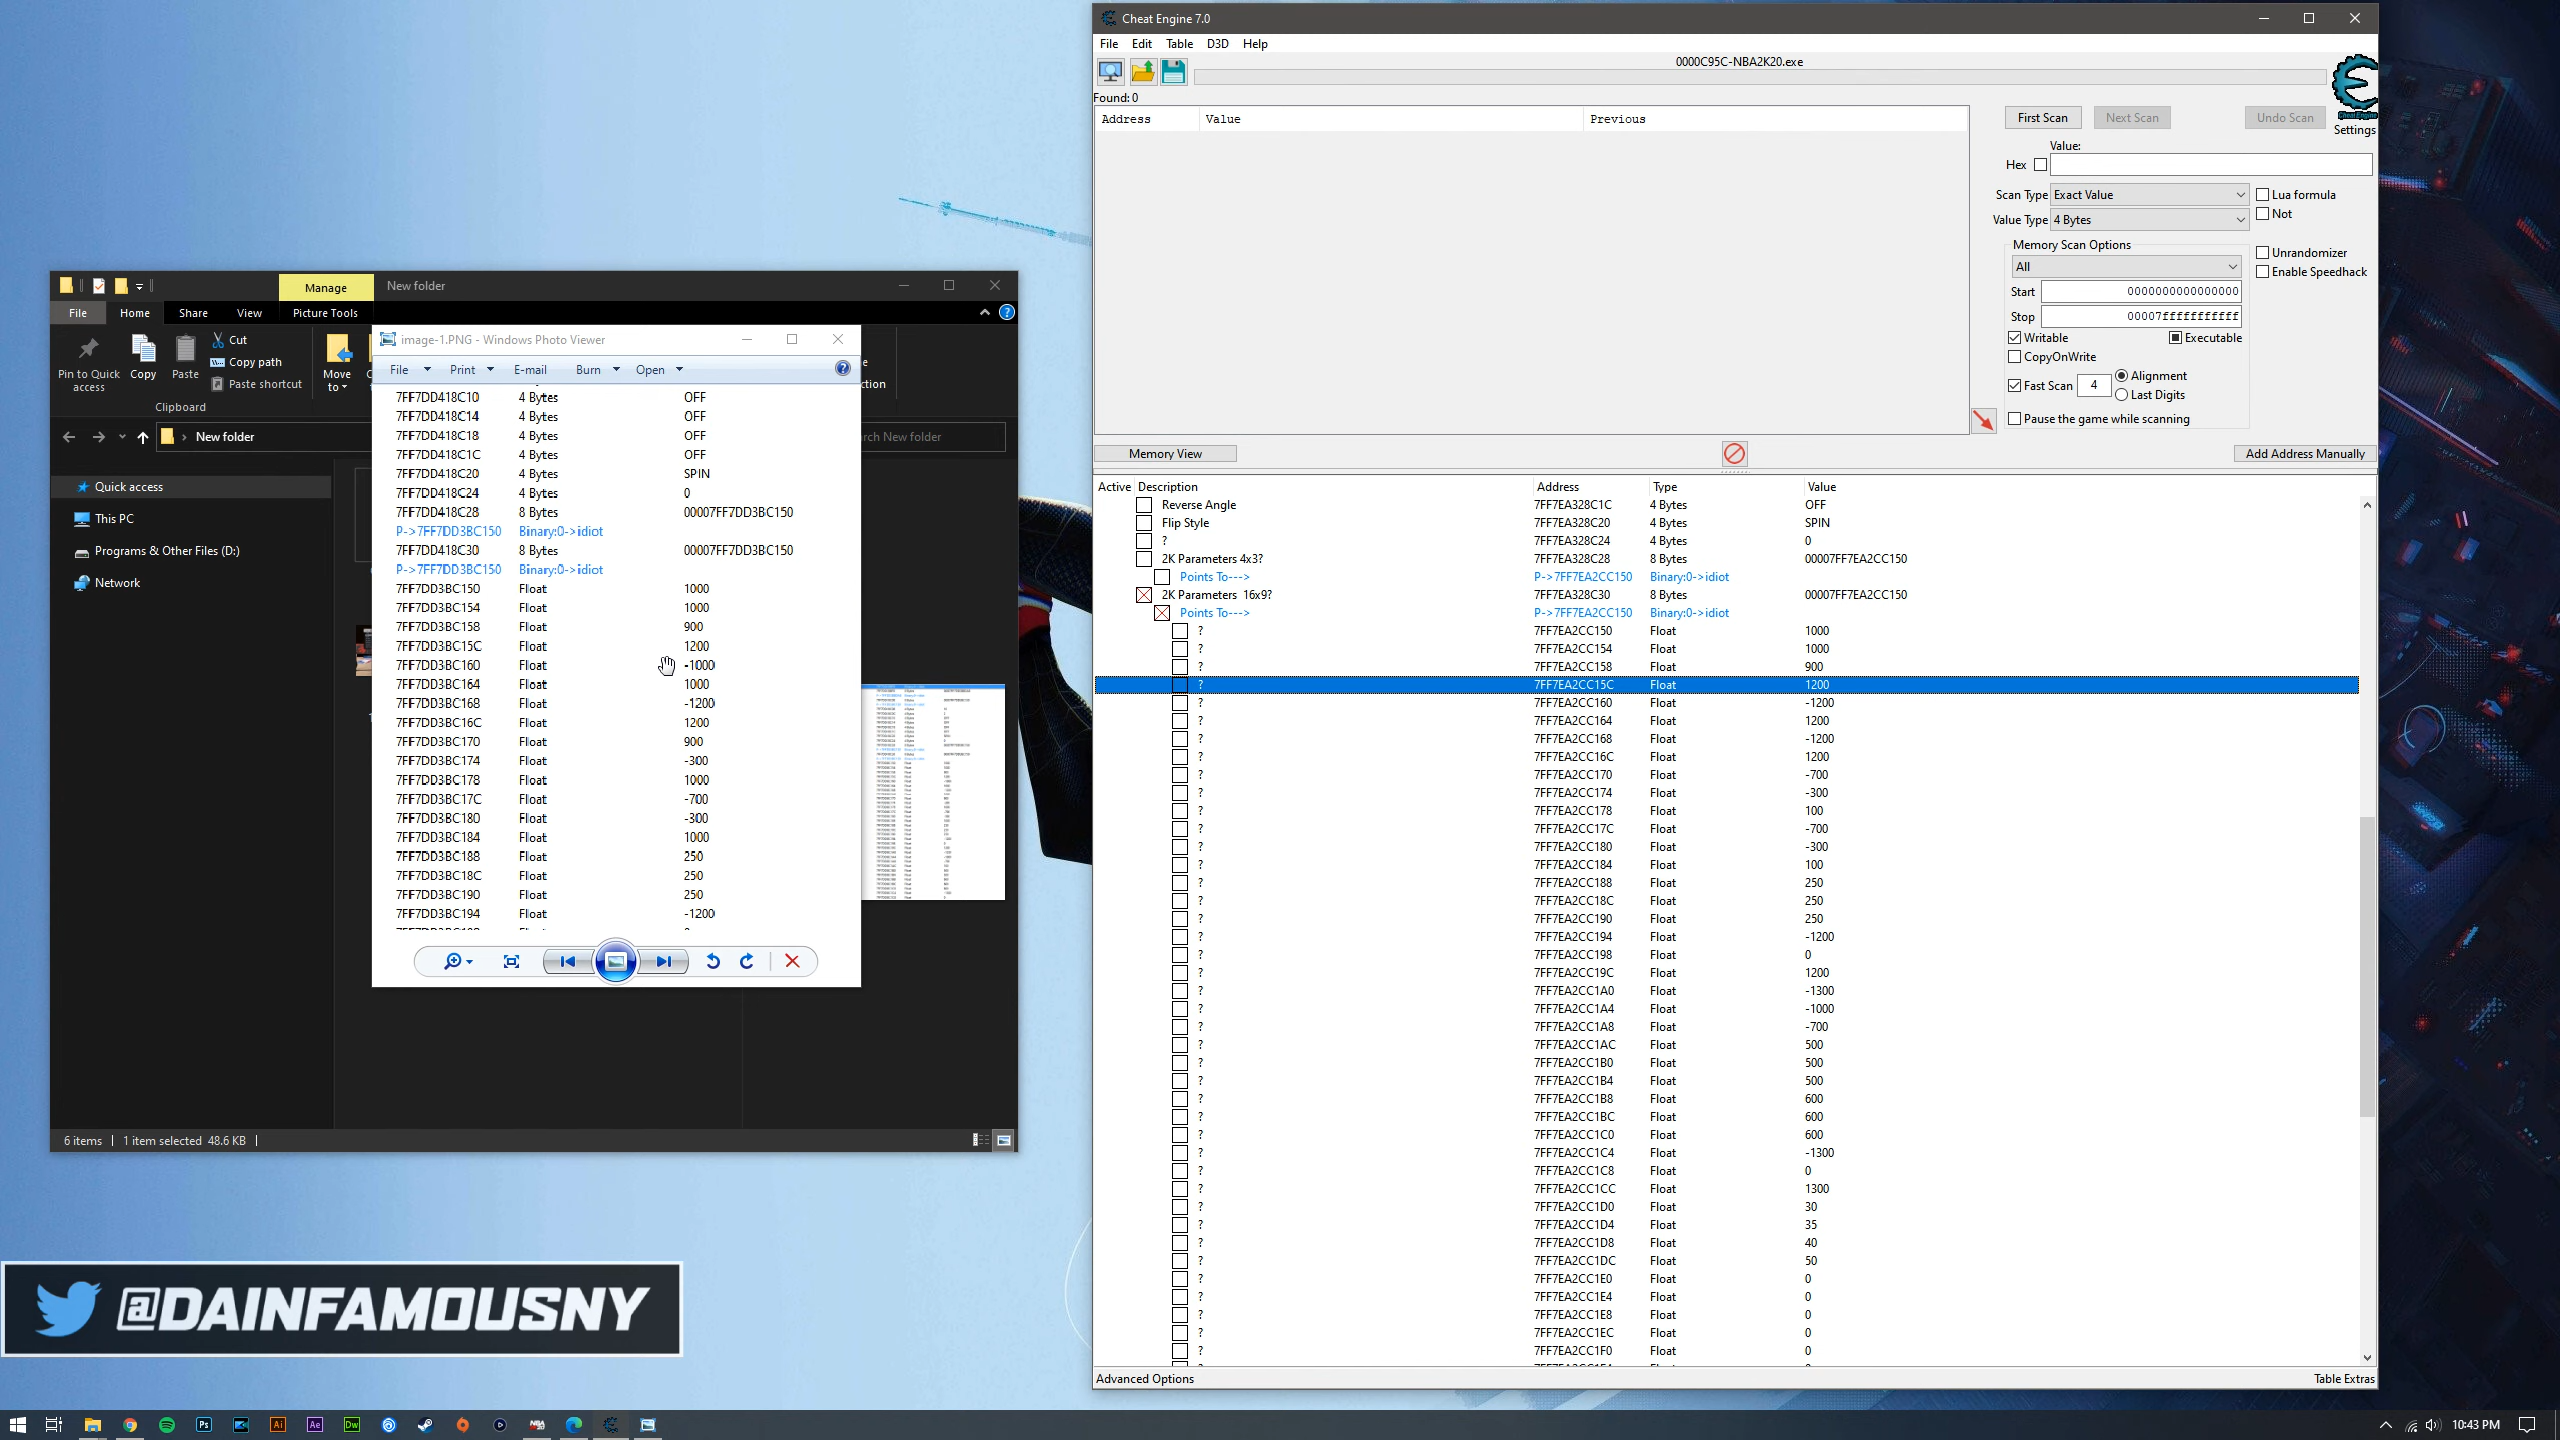 Cheat Engine 7.0
File Edit Table D3D Help
0000C95C-NBA2K20.exe
Found: 0
Address Value Previous
First Scan Next Scan Undo Scan
Settings
Value:
Hex
Scan Type Exact Value Lua formula
Value Type 4 Bytes Not
Memory Scan Options
All
Unrandomizer
Enable Speedhack
Start 0000000000000000
Stop 00007fffffffffff
Writable Executable
CopyOnWrite
Fast Scan 4 Alignment
Last Digits
Pause the game while scanning
Memory View Add Address Manually
Active Description Address Type Value
Reverse Angle 7FF7EA328C1C 4 Bytes OFF
Flip Style 7FF7EA328C20 4 Bytes SPIN
? 7FF7EA328C24 4 Bytes 0
2K Parameters 4x3? 7FF7EA328C28 8 Bytes 00007FF7EA2CC150
Points To---> P->7FF7EA2CC150 Binary:0->idiot
2K Parameters 16x9? 7FF7EA328C30 8 Bytes 00007FF7EA2CC150
Points To---> P->7FF7EA2CC150 Binary:0->idiot
? 7FF7EA2CC150 Float 1000
? 7FF7EA2CC154 Float 1000
? 7FF7EA2CC158 Float 900
? 7FF7EA2CC15C Float 1200
? 7FF7EA2CC160 Float -1200
? 7FF7EA2CC164 Float 1200
? 7FF7EA2CC168 Float -1200
? 7FF7EA2CC16C Float 1200
? 7FF7EA2CC170 Float -700
? 7FF7EA2CC174 Float -300
? 7FF7EA2CC178 Float 100
? 7FF7EA2CC17C Float -700
? 7FF7EA2CC180 Float -300
? 7FF7EA2CC184 Float 100
? 7FF7EA2CC188 Float 250
? 7FF7EA2CC18C Float 250
? 7FF7EA2CC190 Float 250
? 7FF7EA2CC194 Float -1200
? 7FF7EA2CC198 Float 0
? 7FF7EA2CC19C Float 1200
? 7FF7EA2CC1A0 Float -1300
? 7FF7EA2CC1A4 Float -1000
? 7FF7EA2CC1A8 Float -700
? 7FF7EA2CC1AC Float 500
? 7FF7EA2CC1B0 Float 500
? 7FF7EA2CC1B4 Float 500
? 7FF7EA2CC1B8 Float 600
? 7FF7EA2CC1BC Float 600
? 7FF7EA2CC1C0 Float 600
? 7FF7EA2CC1C4 Float -1300
? 7FF7EA2CC1C8 Float 0
? 7FF7EA2CC1CC Float 1300
? 7FF7EA2CC1D0 Float 30
? 7FF7EA2CC1D4 Float 35
? 7FF7EA2CC1D8 Float 40
? 7FF7EA2CC1DC Float 50
? 7FF7EA2CC1E0 Float 0
? 7FF7EA2CC1E4 Float 0
? 7FF7EA2CC1E8 Float 0
? 7FF7EA2CC1EC Float 0
? 7FF7EA2CC1F0 Float 0
Advanced Options Table Extras
Manage New folder
File Home Share View Picture Tools
Pin to Quick access
Copy
Paste
Cut
Copy path
Paste shortcut
Move to
Clipboard
New folder
New folder
Quick access
This PC
Programs & Other Files (D:)
Network
6 items 1 item selected 48.6 KB
image-1.PNG - Windows Photo Viewer
File Print E-mail Burn Open
7FF7DD418C10 4 Bytes OFF
7FF7DD418C14 4 Bytes OFF
7FF7DD418C18 4 Bytes OFF
7FF7DD418C1C 4 Bytes OFF
7FF7DD418C20 4 Bytes SPIN
7FF7DD418C24 4 Bytes 0
7FF7DD418C28 8 Bytes 00007FF7DD3BC150
P->7FF7DD3BC150 Binary:0->idiot
7FF7DD418C30 8 Bytes 00007FF7DD3BC150
P->7FF7DD3BC150 Binary:0->idiot
7FF7DD3BC150 Float 1000
7FF7DD3BC154 Float 1000
7FF7DD3BC158 Float 900
7FF7DD3BC15C Float 1200
7FF7DD3BC160 Float -1000
7FF7DD3BC164 Float 1000
7FF7DD3BC168 Float -1200
7FF7DD3BC16C Float 1200
7FF7DD3BC170 Float 900
7FF7DD3BC174 Float -300
7FF7DD3BC178 Float 1000
7FF7DD3BC17C Float -700
7FF7DD3BC180 Float -300
7FF7DD3BC184 Float 1000
7FF7DD3BC188 Float 250
7FF7DD3BC18C Float 250
7FF7DD3BC190 Float 250
7FF7DD3BC194 Float -1200
@DAINFAMOUSNY
Ps Ai Ae Dw
10:43 PM